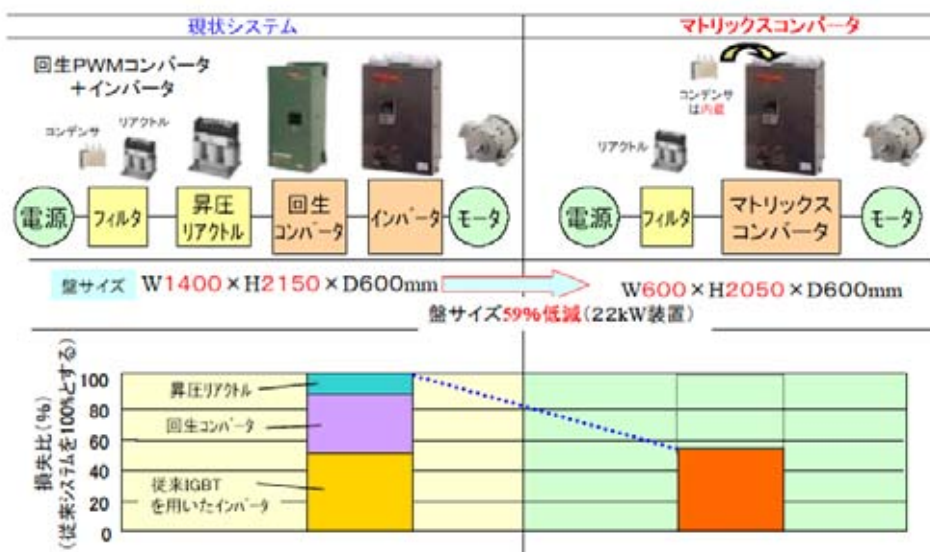 現状システム
マトリックスコンバータ
回生PWMコンバータ
+インバータ
コンデンサ
リアクトル
コンデンサ
は内蔵
リアクトル
電源
フィルタ
昇圧
リアクトル
回生
コンバータ
インバータ
モータ
電源
フィルタ
マトリックス
コンバータ
モータ
盤サイズ
W1400×H2150×D600mm
W600×H2050×D600mm
盤サイズ59%低減(22kW装置)
損失比(%)
(従来システムを100%とする)
100
80
60
40
20
0
昇圧リアクトル
回生コンバータ
従来IGBT
を用いたインバータ